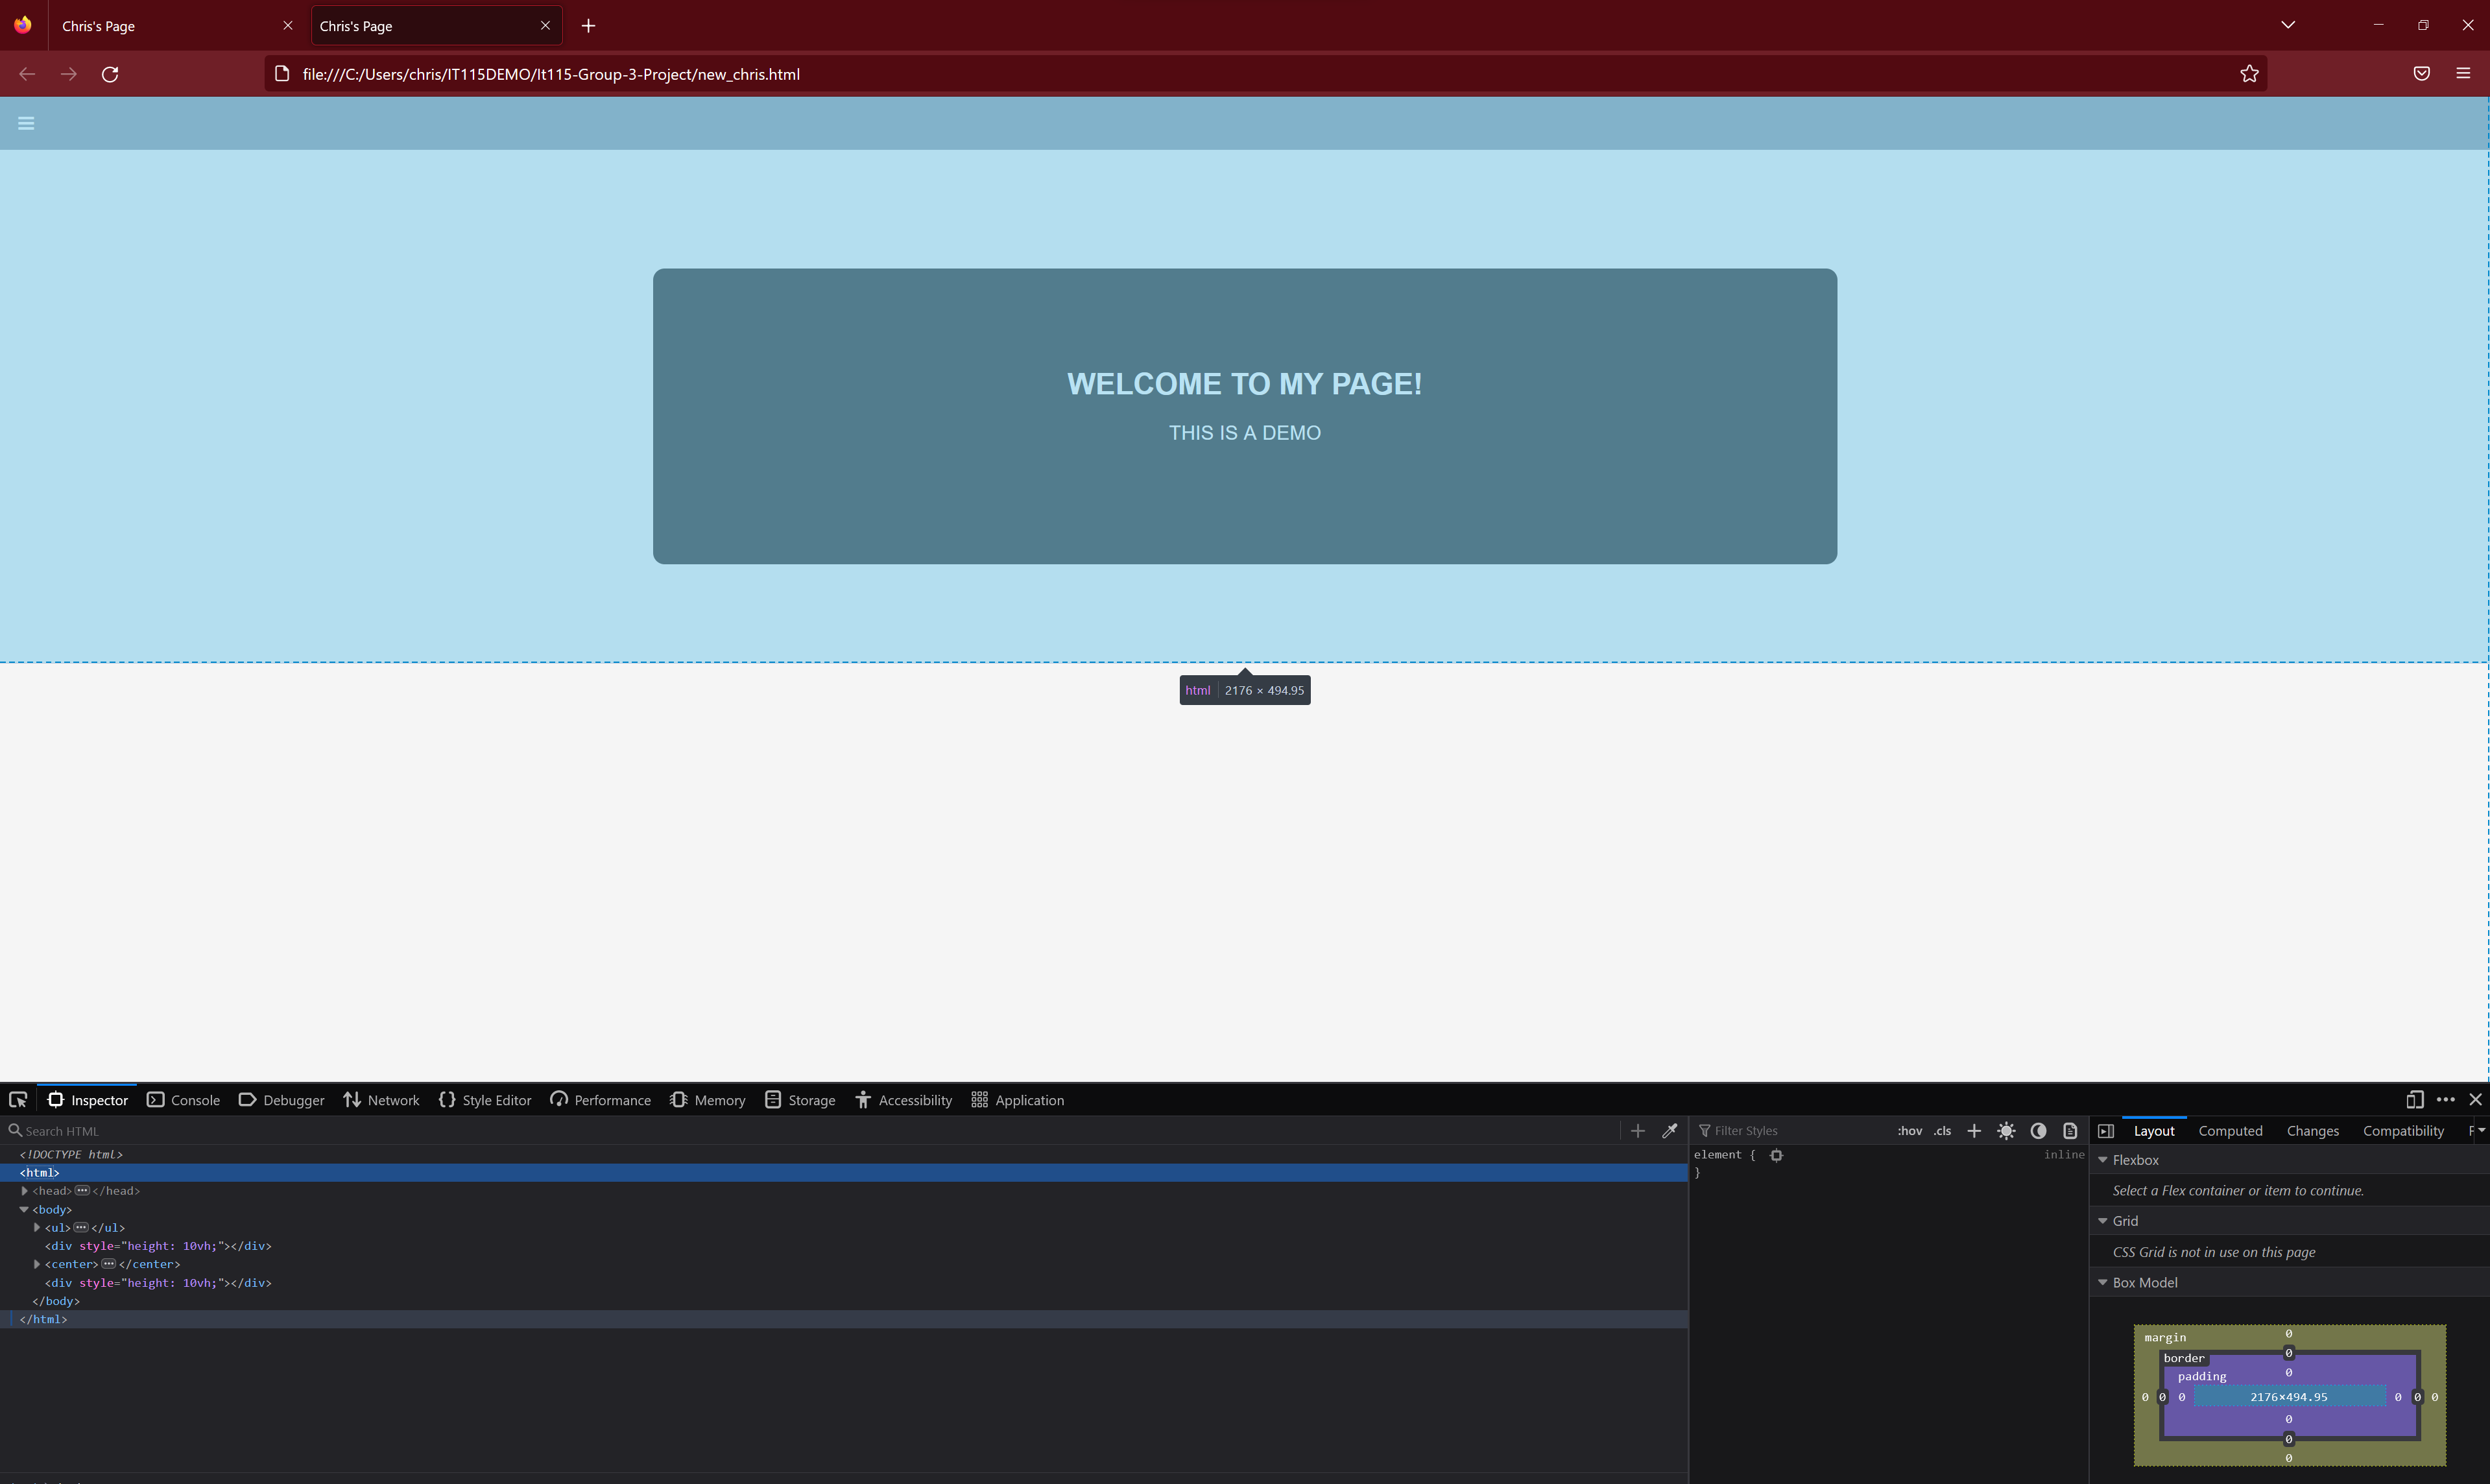 Chris's Page
Chris's Page
file:///C:/Users/chris/IT115DEMO/It115-Group-3-Project/new_chris.html
WELCOME TO MY PAGE!
THIS IS A DEMO
html 2176 × 494.95
Inspector Console Debugger Network Style Editor Performance Memory Storage Accessibility Application
Search HTML
<!DOCTYPE html>
<html>
<head>…</head>
<body>
<ul>…</ul>
<div style="height: 10vh;"></div>
<center>…</center>
<div style="height: 10vh;"></div>
</body>
</html>
Filter Styles :hov .cls
element { inline
}
Layout Computed Changes Compatibility
Flexbox
Select a Flex container or item to continue.
Grid
CSS Grid is not in use on this page
Box Model
margin 0
border 0
padding 0
0 0 0 2176×494.95 0 0 0
0
0
0